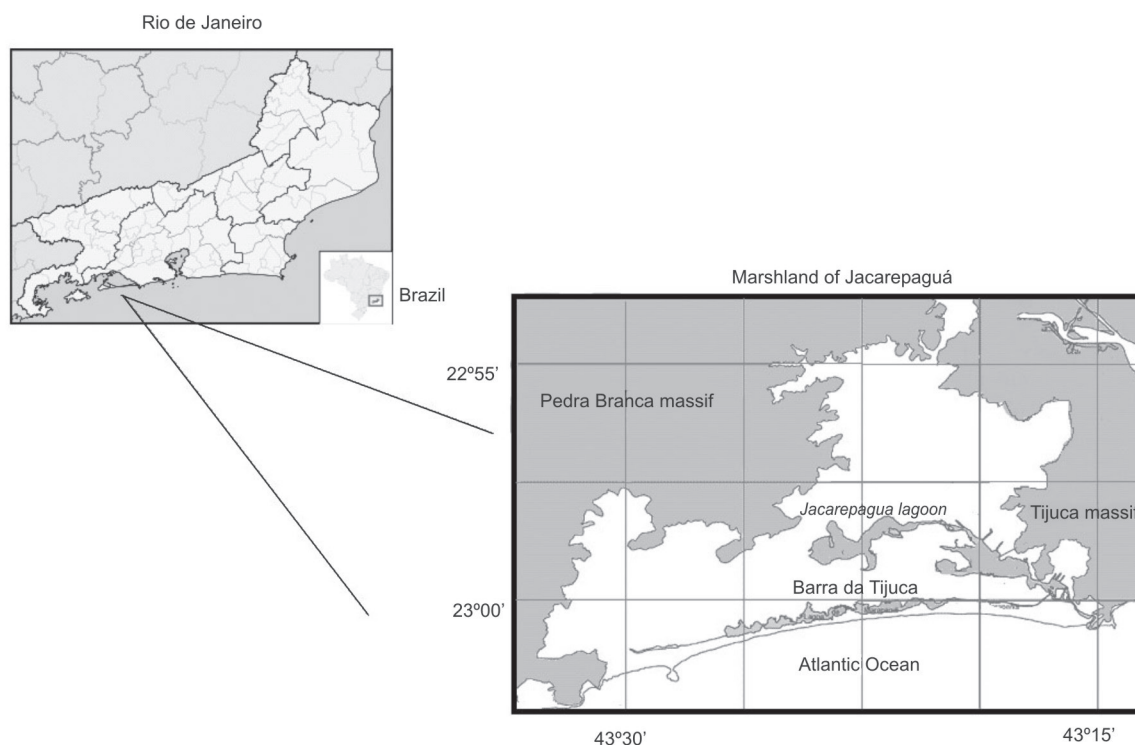 Rio de Janeiro
Brazil
Marshland of Jacarepaguá
22º55’
Pedra Branca massif
Jacarepagua lagoon
Tijuca massif
Barra da Tijuca
23º00’
Atlantic Ocean
43º30’
43º15’